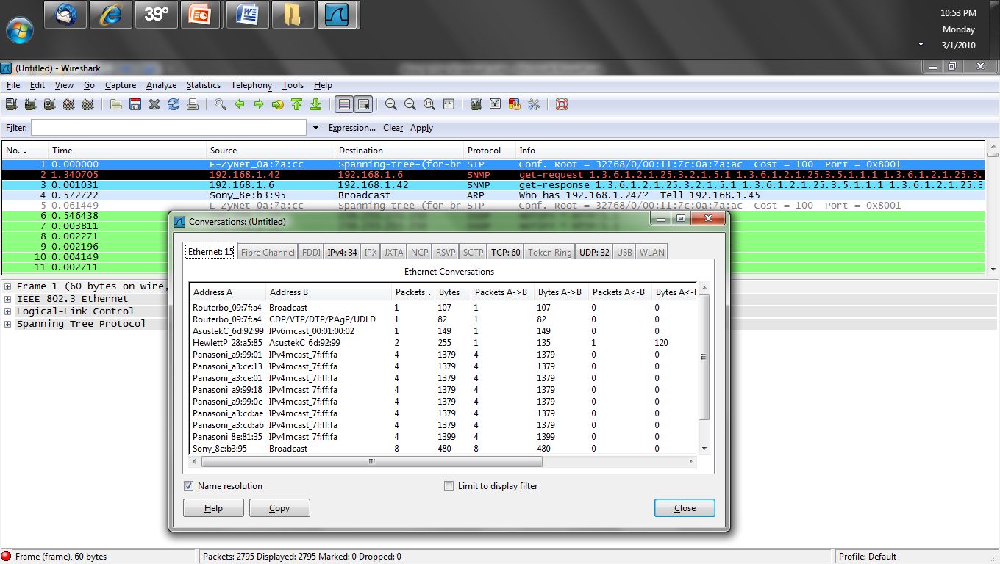 39°
10:53 PM
Monday
3/1/2010
(Untitled) - Wireshark
File Edit View Go Capture Analyze Statistics Telephony Tools Help
Filter: Expression... Clear Apply
No. . Time Source Destination Protocol Info
1 0.000000 E-ZyNet_0a:7a:cc Spanning-tree-(for-br STP Conf. Root = 32768/0/00:11:7c:0a:7a:ac Cost = 100 Port = 0x8001
2 1.340705 192.168.1.42 192.168.1.6 SNMP get-request 1.3.6.1.2.1.25.3.2.1.5.1 1.3.6.1.2.1.25.3.5.1.1.1 1.3.6.1.2.1.25.3.
3 0.001031 192.168.1.6 192.168.1.42 SNMP get-response 1.3.6.1.2.1.25.3.2.1.5.1 1.3.6.1.2.1.25.3.5.1.1.1 1.3.6.1.2.1.25.3
4 0.572722 Sony_8e:b3:95 Broadcast ARP Who has 192.168.1.247? Tell 192.168.1.45
5 0.061449 E-ZyNet_0a:7a:cc Spanning-tree-(for-br STP Conf. Root = 32768/0/00:11:7c:0a:7a:ac Cost = 100 Port = 0x8001
6 0.546438
7 0.003811
8 0.002271
9 0.002196
10 0.004149
11 0.002711
Frame 1 (60 bytes on wire,
IEEE 802.3 Ethernet
Logical-Link Control
Spanning Tree Protocol
Conversations: (Untitled)
Ethernet: 15 Fibre Channel FDDI IPv4: 34 IPX JXTA NCP RSVP SCTP TCP: 60 Token Ring UDP: 32 USB WLAN
Ethernet Conversations
Address A Address B Packets . Bytes Packets A->B Bytes A->B Packets A<-B Bytes A<-
Routerbo_09:7f:a4 Broadcast 1 107 1 107 0 0
Routerbo_09:7f:a4 CDP/VTP/DTP/PAgP/UDLD 1 82 1 82 0 0
AsustekC_6d:92:99 IPv6mcast_00:01:00:02 1 149 1 149 0 0
HewlettP_28:a5:85 AsustekC_6d:92:99 2 255 1 135 1 120
Panasoni_a9:99:01 IPv4mcast_7f:ff:fa 4 1379 4 1379 0 0
Panasoni_a3:ce:13 IPv4mcast_7f:ff:fa 4 1379 4 1379 0 0
Panasoni_a3:ce:01 IPv4mcast_7f:ff:fa 4 1379 4 1379 0 0
Panasoni_a9:99:18 IPv4mcast_7f:ff:fa 4 1379 4 1379 0 0
Panasoni_a9:99:0e IPv4mcast_7f:ff:fa 4 1379 4 1379 0 0
Panasoni_a3:cd:ae IPv4mcast_7f:ff:fa 4 1379 4 1379 0 0
Panasoni_a3:cd:ab IPv4mcast_7f:ff:fa 4 1379 4 1379 0 0
Panasoni_8e:81:35 IPv4mcast_7f:ff:fa 4 1399 4 1399 0 0
Sony_8e:b3:95 Broadcast 8 480 8 480 0 0
Name resolution Limit to display filter
Help Copy Close
Frame (frame), 60 bytes Packets: 2795 Displayed: 2795 Marked: 0 Dropped: 0 Profile: Default